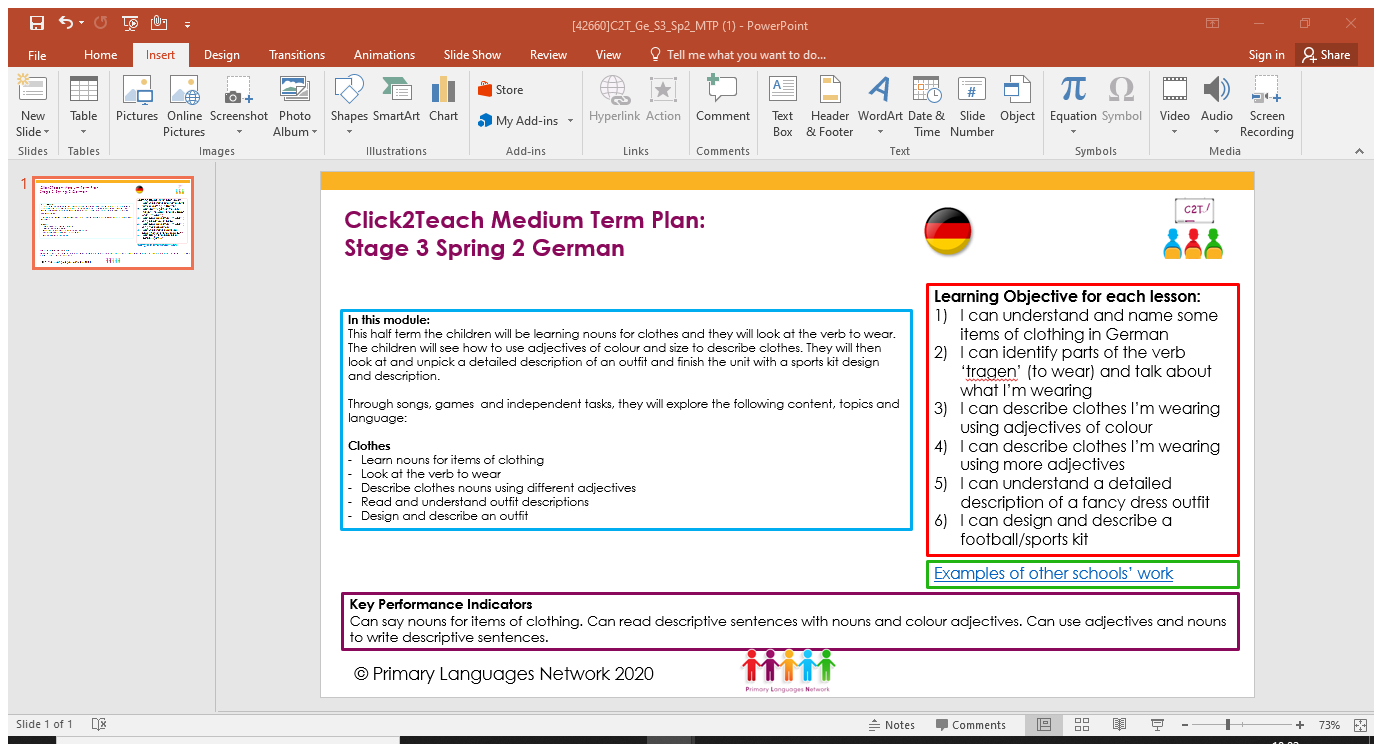 [42660]C2T_Ge_S3_Sp2_MTP (1) - PowerPoint
File Home Insert Design Transitions Animations Slide Show Review View Tell me what you want to do... Sign in Share
New Slide
Table
Pictures
Online Pictures
Screenshot
Photo Album
Shapes
SmartArt
Chart
Store
My Add-ins
Hyperlink
Action
Comment
Text Box
Header & Footer
WordArt
Date & Time
Slide Number
Object
Equation
Symbol
Video
Audio
Screen Recording
Slides Tables Images Illustrations Add-ins Links Comments Text Symbols Media
1
Click2Teach Medium Term Plan:
Stage 3 Spring 2 German
C2T!
In this module:
This half term the children will be learning nouns for clothes and they will look at the verb to wear.
The children will see how to use adjectives of colour and size to describe clothes. They will then
look at and unpick a detailed description of an outfit and finish the unit with a sports kit design
and description.
Through songs, games and independent tasks, they will explore the following content, topics and
language:
Clothes
- Learn nouns for items of clothing
- Look at the verb to wear
- Describe clothes nouns using different adjectives
- Read and understand outfit descriptions
- Design and describe an outfit
Learning Objective for each lesson:
1) I can understand and name some
items of clothing in German
2) I can identify parts of the verb
‘tragen’ (to wear) and talk about
what I’m wearing
3) I can describe clothes I’m wearing
using adjectives of colour
4) I can describe clothes I’m wearing
using more adjectives
5) I can understand a detailed
description of a fancy dress outfit
6) I can design and describe a
football/sports kit
Examples of other schools’ work
Key Performance Indicators
Can say nouns for items of clothing. Can read descriptive sentences with nouns and colour adjectives. Can use adjectives and nouns
to write descriptive sentences.
© Primary Languages Network 2020
Primary Languages Network
Slide 1 of 1
Notes Comments 73%